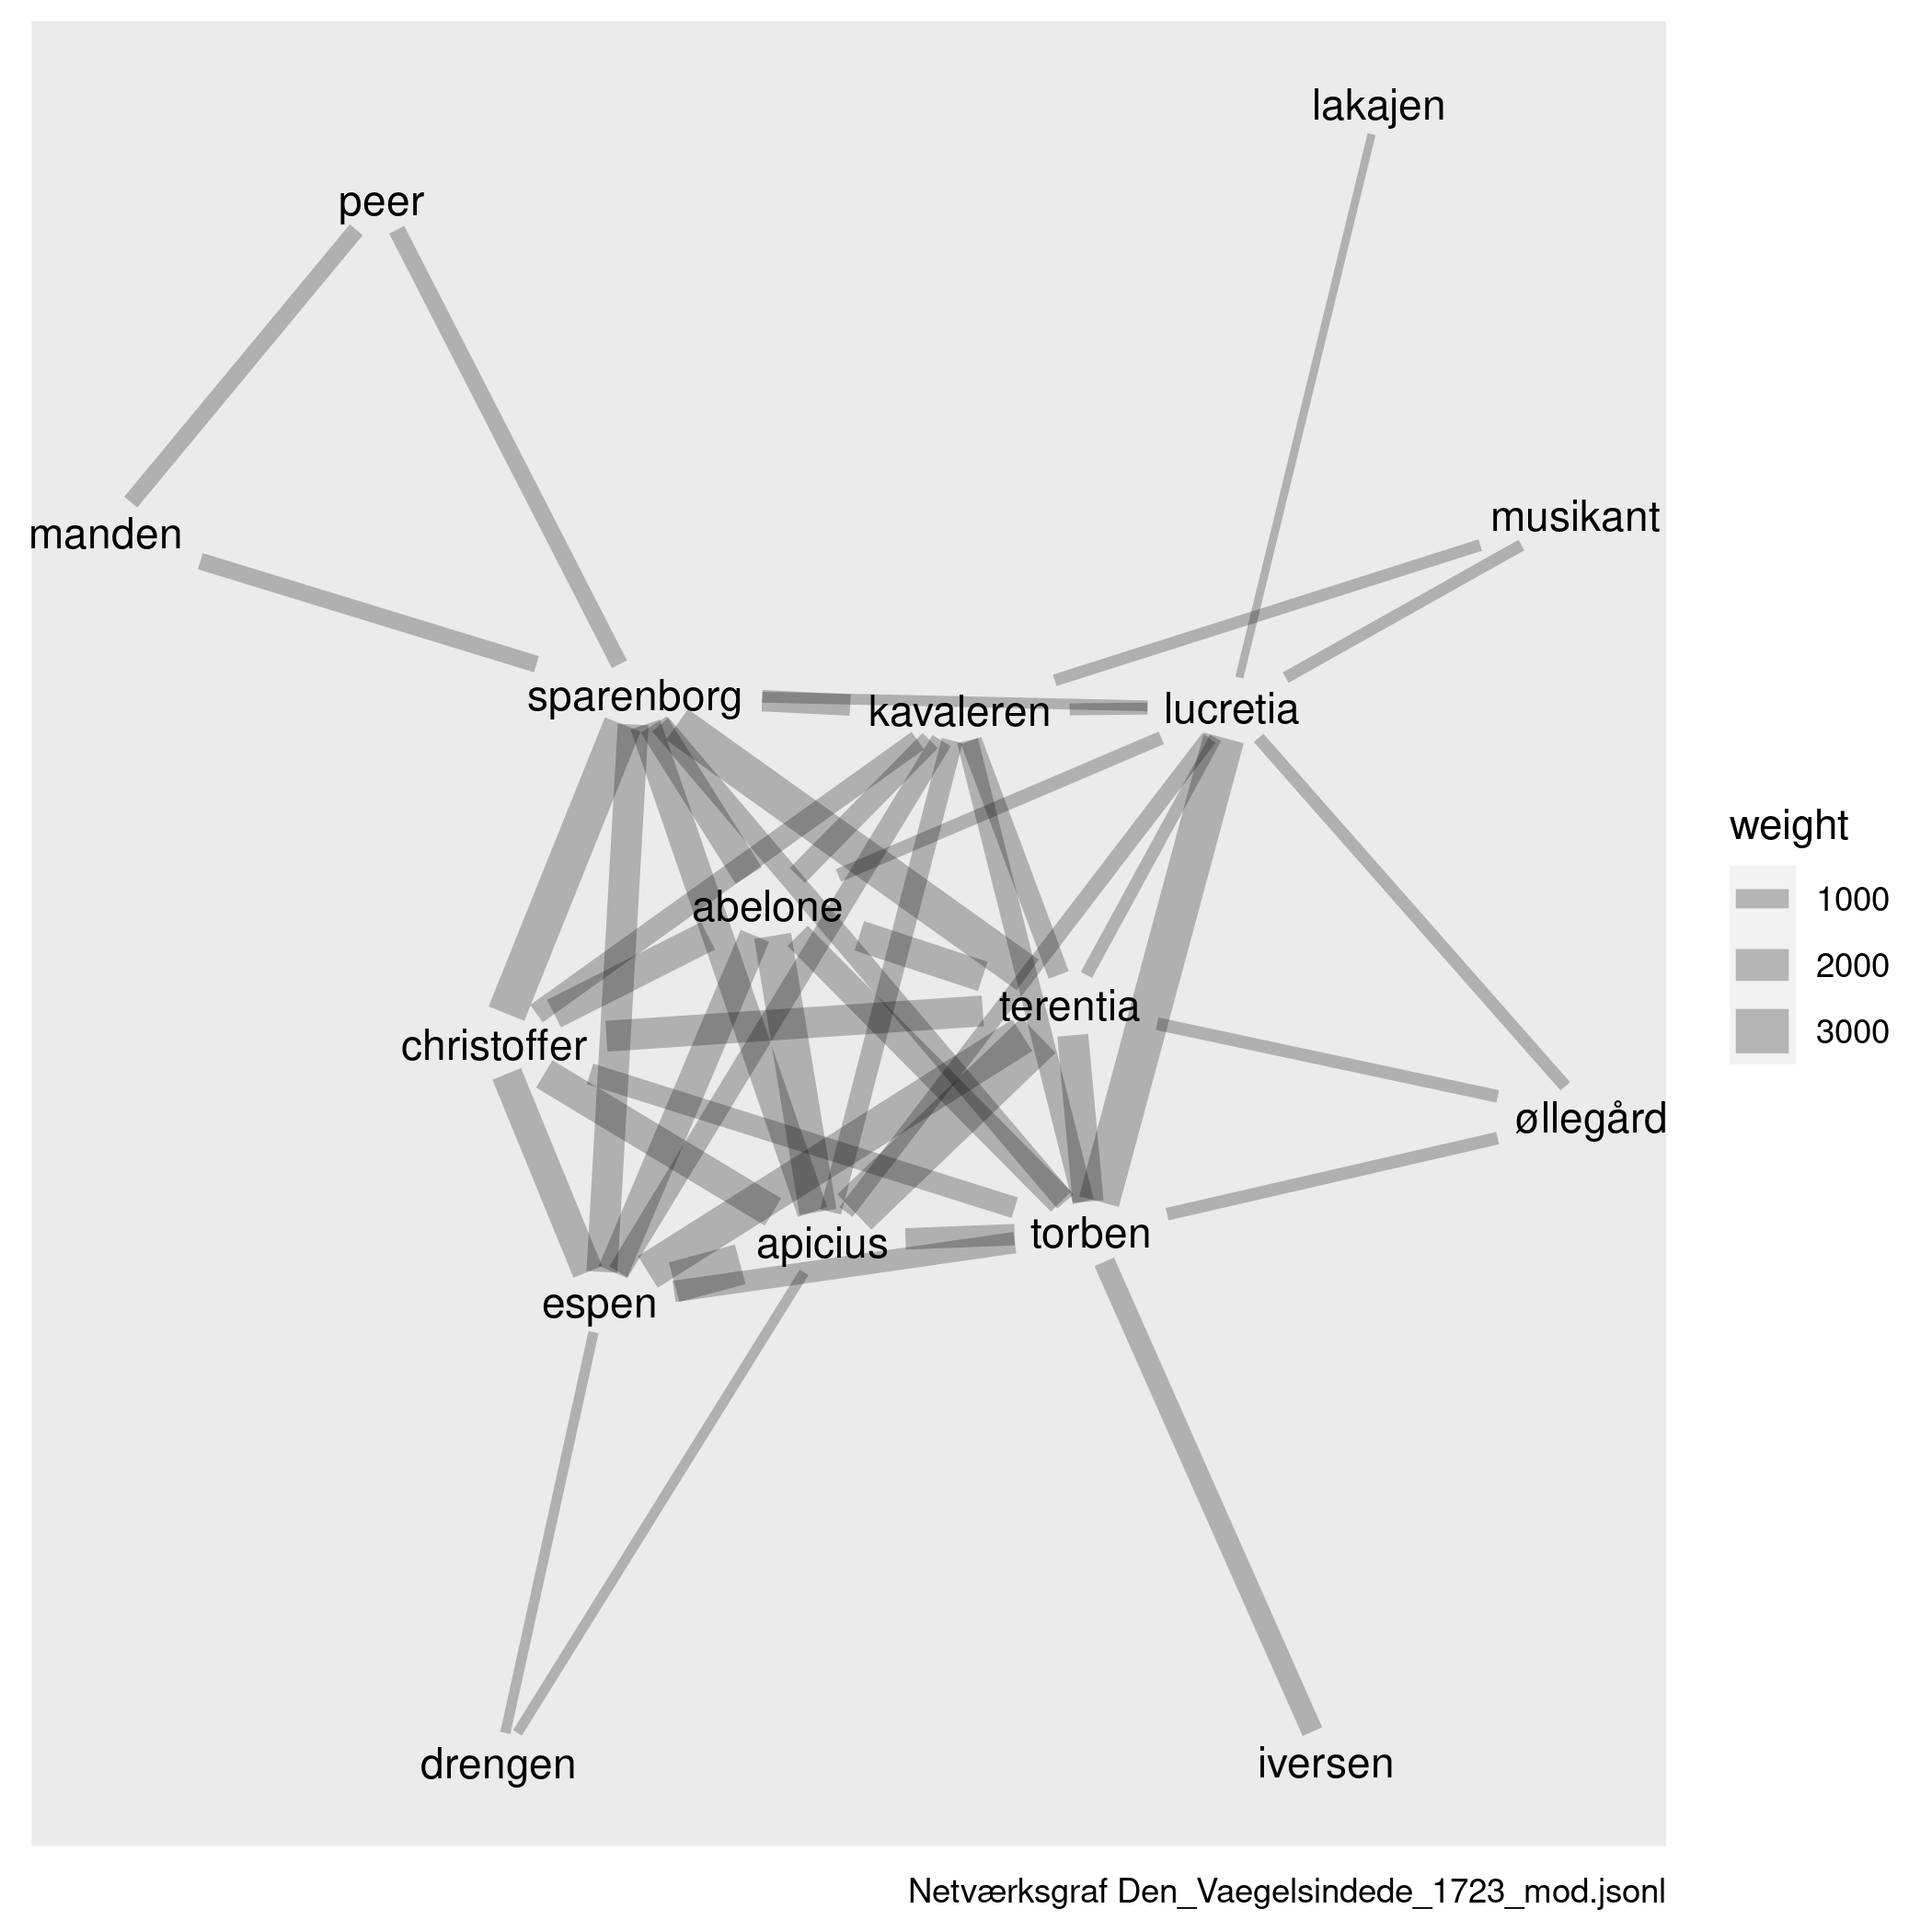 lakajen
peer
musikant
manden
sparenborg
kavaleren
lucretia
weight
1000
abelone
2000
terentia
3000
christoffer
øllegård
torben
apicius
espen
drengen
iversen
Netværksgraf Den_Vaegelsindede_1723_mod.jsonl